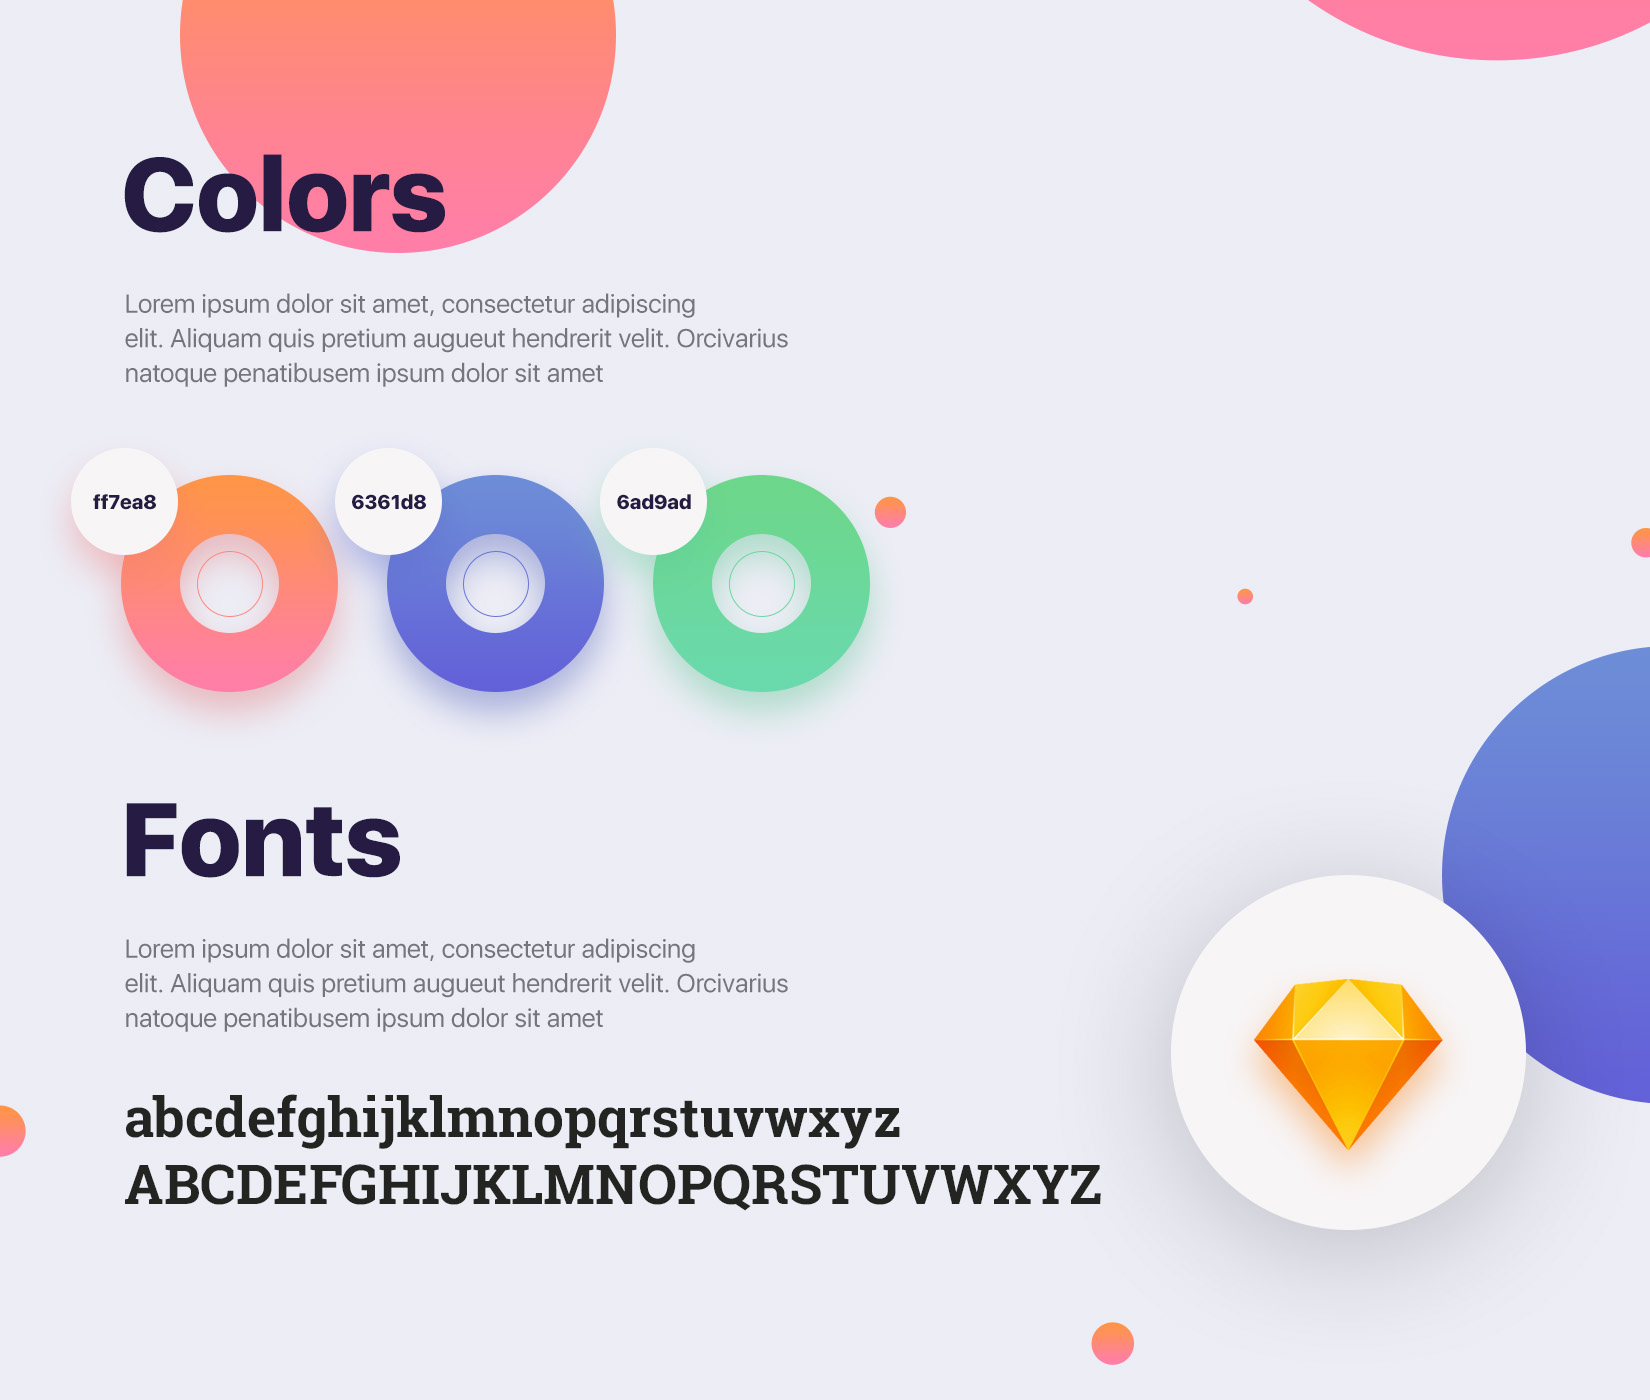 Colors
Lorem ipsum dolor sit amet, consectetur adipiscing
elit. Aliquam quis pretium augueut hendrerit velit. Orcivarius
natoque penatibusem ipsum dolor sit amet
ff7ea8
6361d8
6ad9ad
Fonts
Lorem ipsum dolor sit amet, consectetur adipiscing
elit. Aliquam quis pretium augueut hendrerit velit. Orcivarius
natoque penatibusem ipsum dolor sit amet
abcdefghijklmnopqrstuvwxyz
ABCDEFGHIJKLMNOPQRSTUVWXYZ